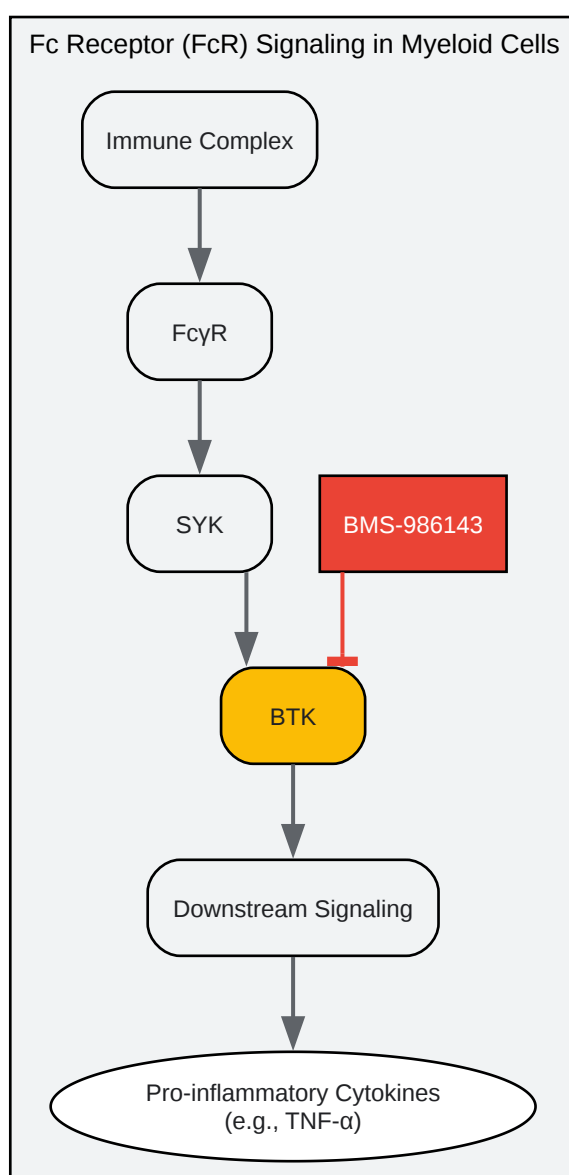 Fc Receptor (FcR) Signaling in Myeloid Cells
Immune Complex
FcγR
SYK
BMS-986143
BTK
Downstream Signaling
Pro-inflammatory Cytokines
(e.g., TNF-α)